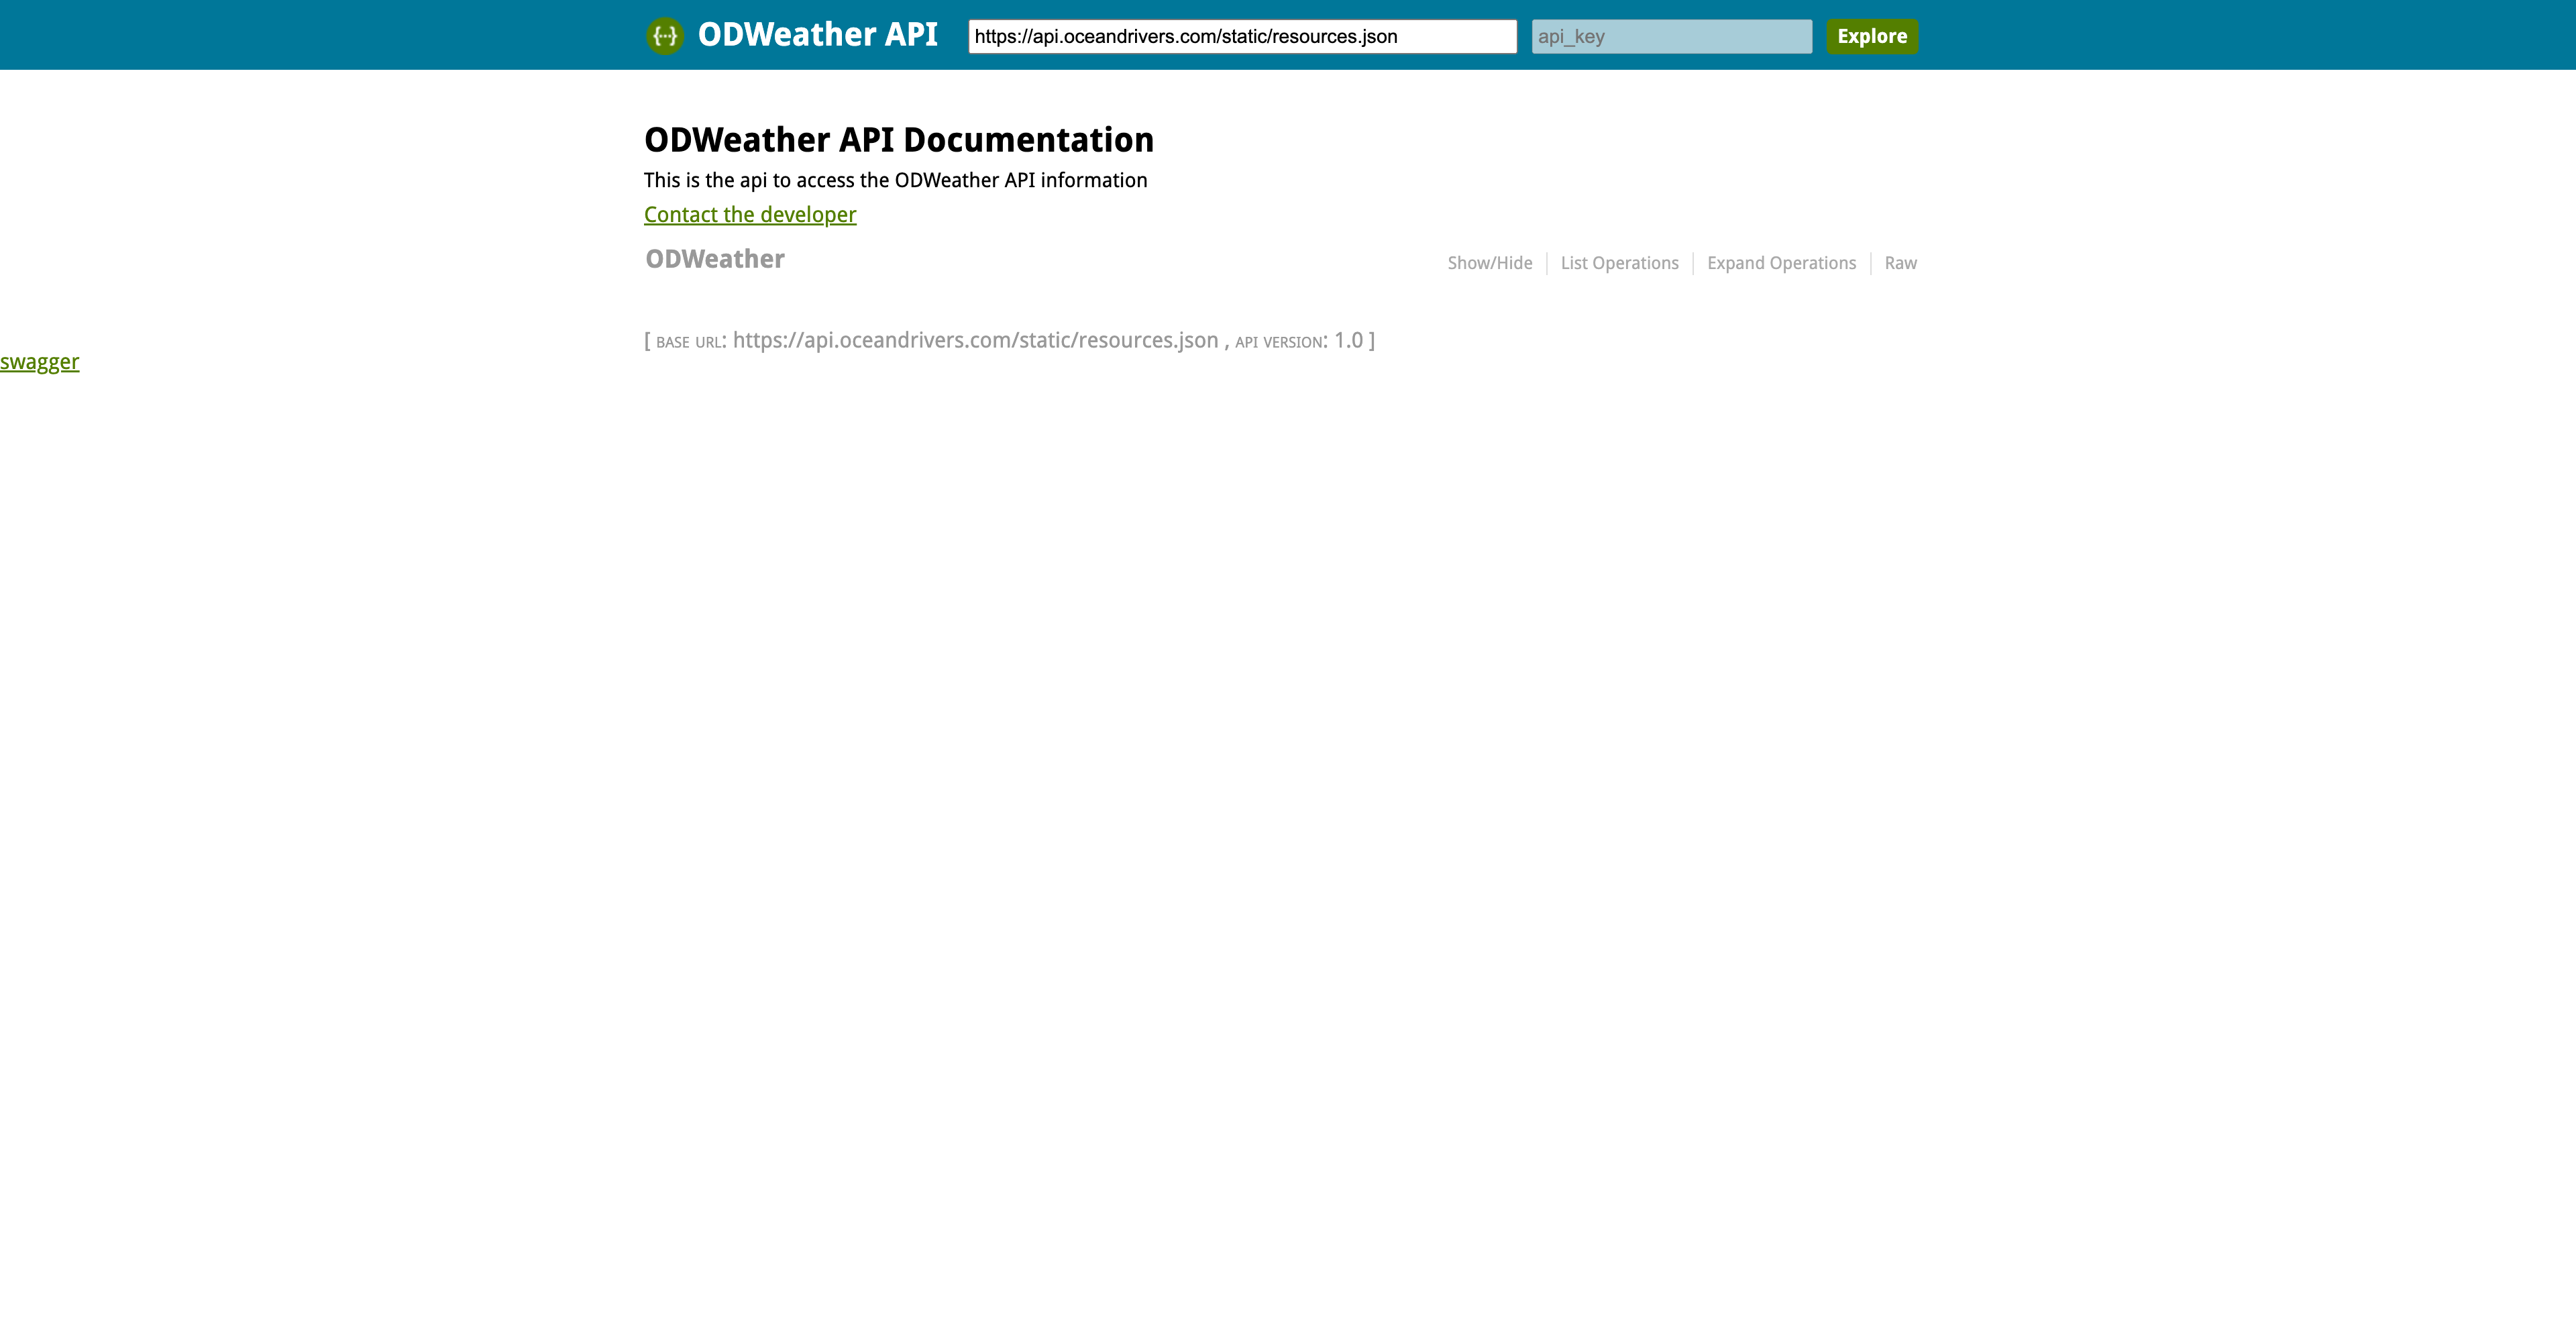 {...} ODWeather API https://api.oceandrivers.com/static/resources.json api_key Explore
ODWeather API Documentation
This is the api to access the ODWeather API information
Contact the developer
ODWeather Show/Hide List Operations Expand Operations Raw
[ BASE URL: https://api.oceandrivers.com/static/resources.json , API VERSION: 1.0 ]
swagger